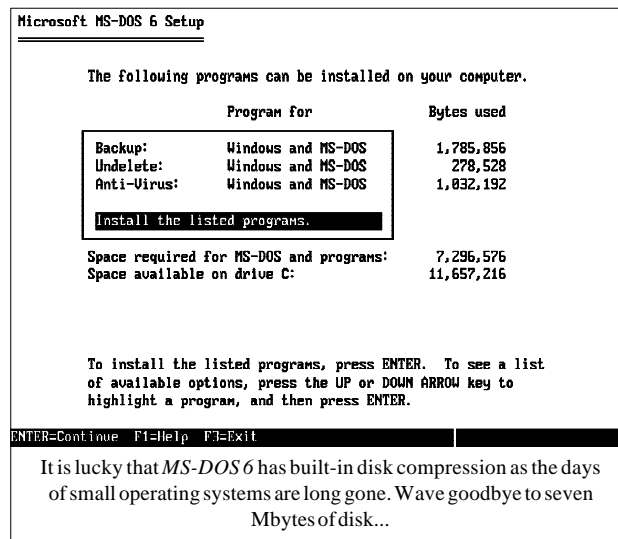 Microsoft MS-DOS 6 Setup
The following programs can be installed on your computer.
Program for Bytes used
Backup: Windows and MS-DOS 1,785,856
Undelete: Windows and MS-DOS 278,528
Anti-Virus: Windows and MS-DOS 1,032,192
Install the listed programs.
Space required for MS-DOS and programs: 7,296,576
Space available on drive C: 11,657,216
To install the listed programs, press ENTER. To see a list
of available options, press the UP or DOWN ARROW key to
highlight a program, and then press ENTER.
ENTER=Continue F1=Help F3=Exit
It is lucky that MS-DOS 6 has built-in disk compression as the days
of small operating systems are long gone. Wave goodbye to seven
Mbytes of disk...